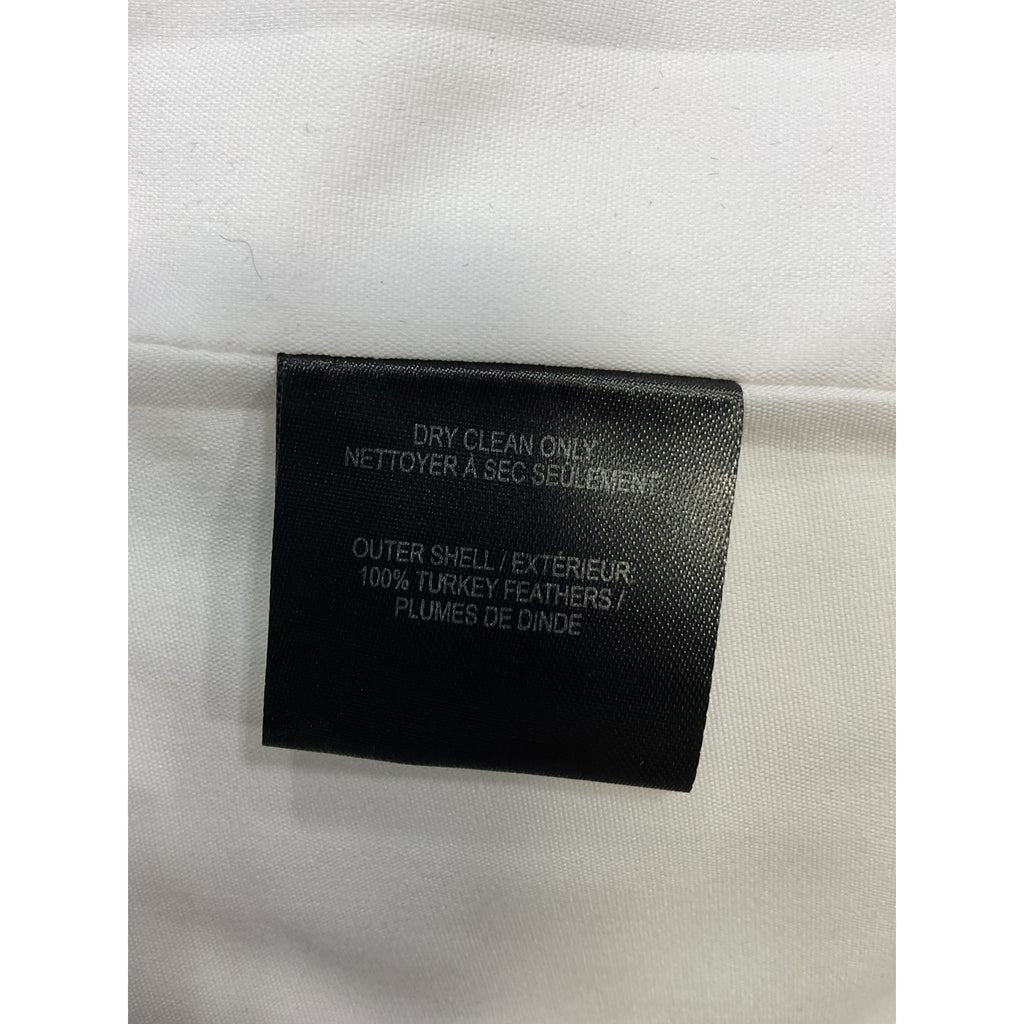 DRY CLEAN ONLY
NETTOYER À SEC SEULEMENT
OUTER SHELL / EXTÉRIEUR:
100% TURKEY FEATHERS /
PLUMES DE DINDE